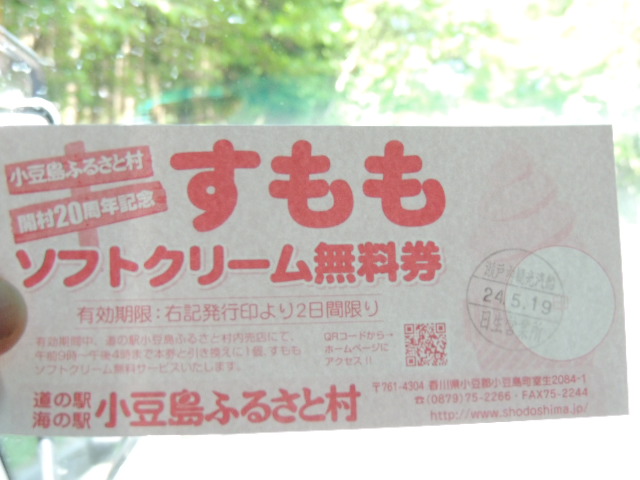 小豆島ふるさと村
開村20周年記念
すもも
ソフトクリーム無料券
有効期限：右記発行印より2日間限り
有効期間中、道の駅小豆島ふるさと村内売店にて、
午前9時〜午後4時まで本券と引き換えに1個、すもも
ソフトクリーム無料サービスいたします。
QRコードから→
ホームページに
アクセス!!
24.5.19
日生営業所
〒761-4304 香川県小豆郡小豆島町室生2084-1
☎(0879)75-2266・FAX75-2244
http://www.shodoshima.jp/
道の駅
海の駅
小豆島ふるさと村